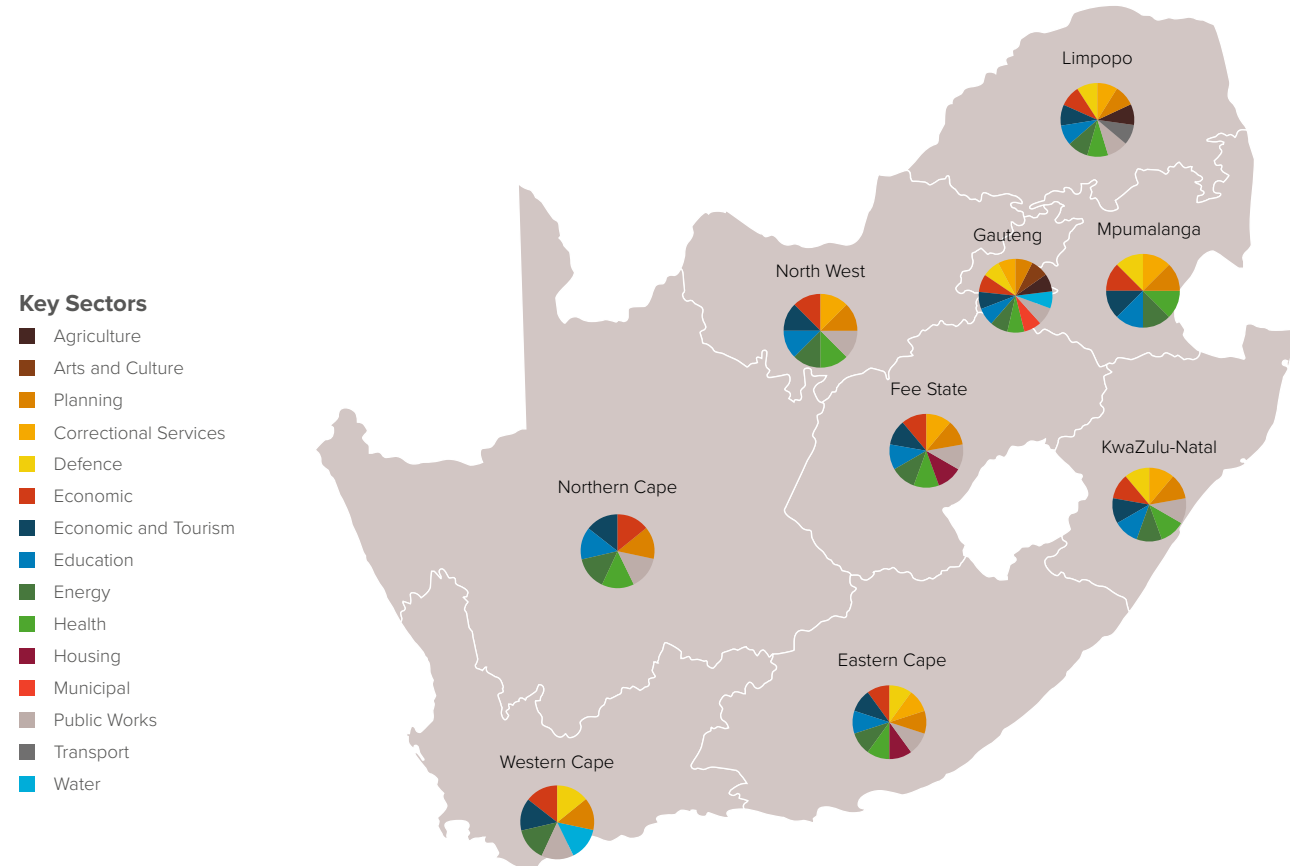 Key Sectors
Agriculture
Arts and Culture
Planning
Correctional Services
Defence
Economic
Economic and Tourism
Education
Energy
Health
Housing
Municipal
Public Works
Transport
Water
Limpopo
Gauteng
Mpumalanga
North West
Fee State
KwaZulu-Natal
Northern Cape
Eastern Cape
Western Cape